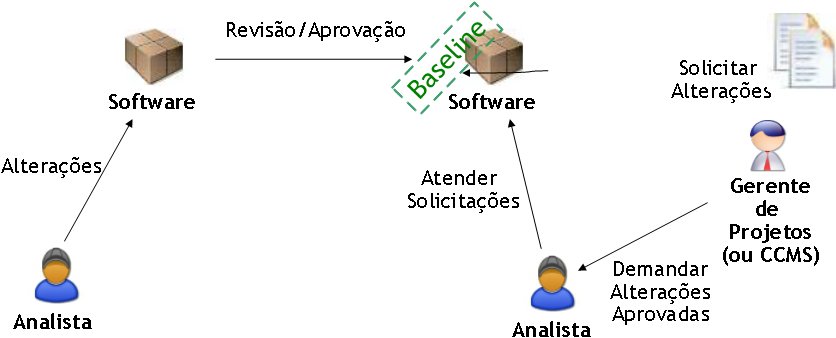 Revisão/Aprovação
Baseline
Software
Software
Solicitar
Alterações
Alterações
Atender
Solicitações
Gerente
de
Projetos
(ou CCMS)
Demandar
Alterações
Aprovadas
Analista
Analista